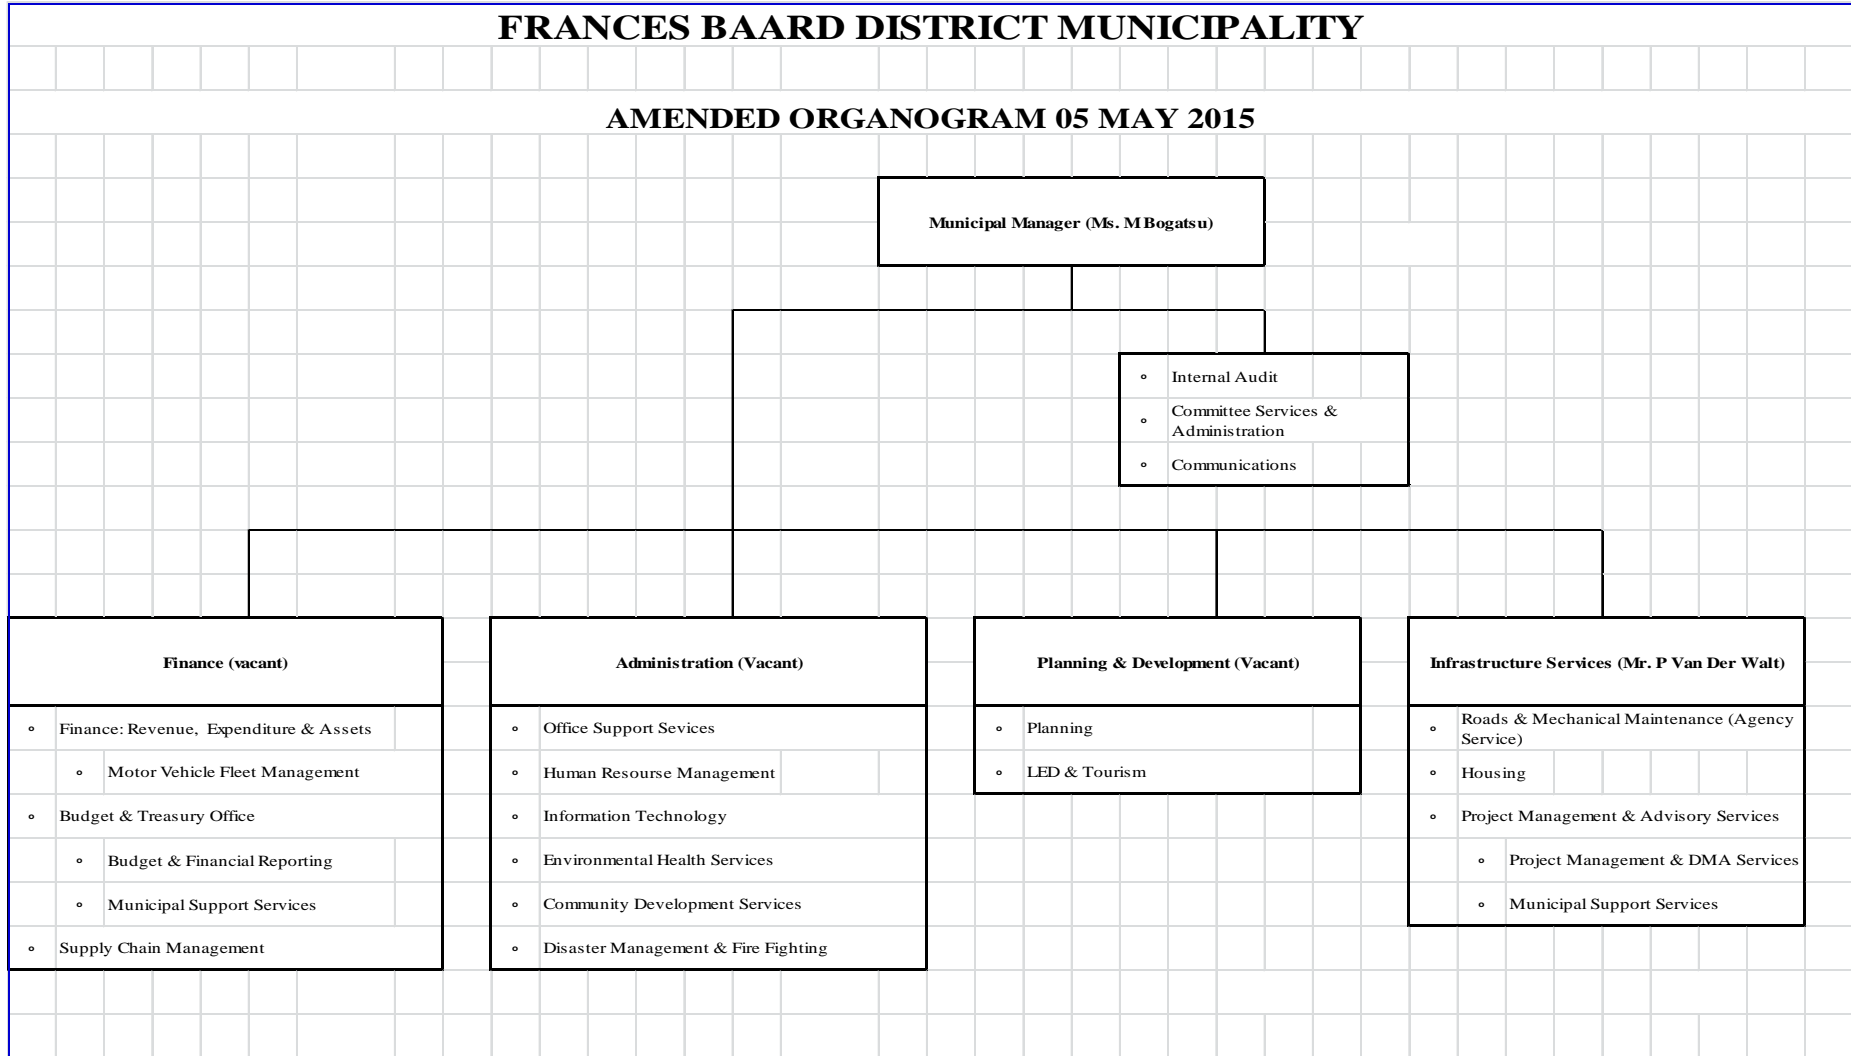 FRANCES BAARD DISTRICT MUNICIPALITY
AMENDED ORGANOGRAM 05 MAY 2015
Municipal Manager (Ms. M Bogatsu)
Internal Audit
Committee Services &
Administration
Communications
Finance (vacant)
Finance: Revenue, Expenditure & Assets
Motor Vehicle Fleet Management
Budget & Treasury Office
Budget & Financial Reporting
Municipal Support Services
Supply Chain Management
Administration (Vacant)
Office Support Sevices
Human Resourse Management
Information Technology
Environmental Health Services
Community Development Services
Disaster Management & Fire Fighting
Planning & Development (Vacant)
Planning
LED & Tourism
Infrastructure Services (Mr. P Van Der Walt)
Roads & Mechanical Maintenance (Agency
Service)
Housing
Project Management & Advisory Services
Project Management & DMA Services
Municipal Support Services